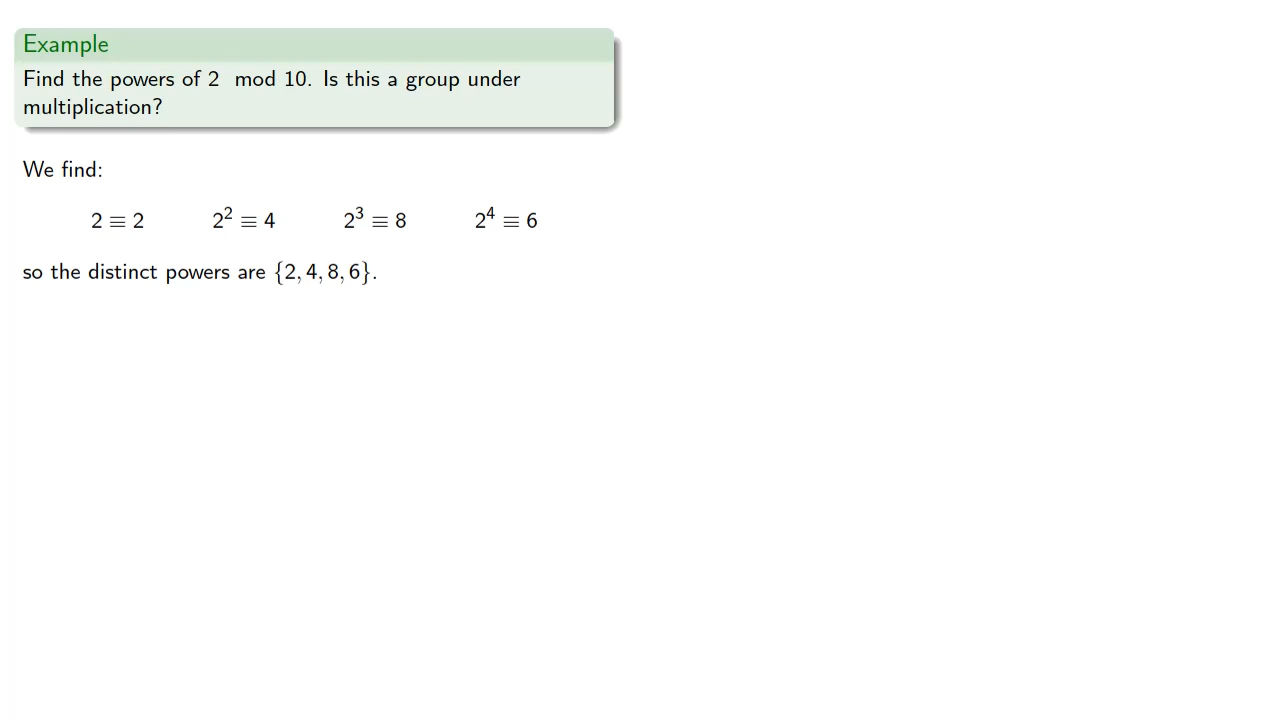 Example
Find the powers of 2 mod 10. Is this a group under
multiplication?
We find:
2 ≡ 2 2² ≡ 4 2³ ≡ 8 2⁴ ≡ 6
so the distinct powers are {2, 4, 8, 6}.